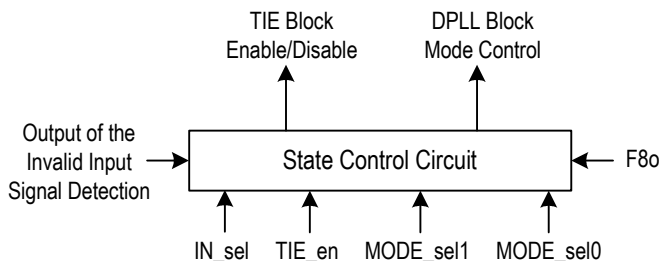 TIE Block
Enable/Disable
DPLL Block
Mode Control
Output of the
Invalid Input
Signal Detection
State Control Circuit
F8o
IN_sel
TIE_en
MODE_sel1
MODE_sel0